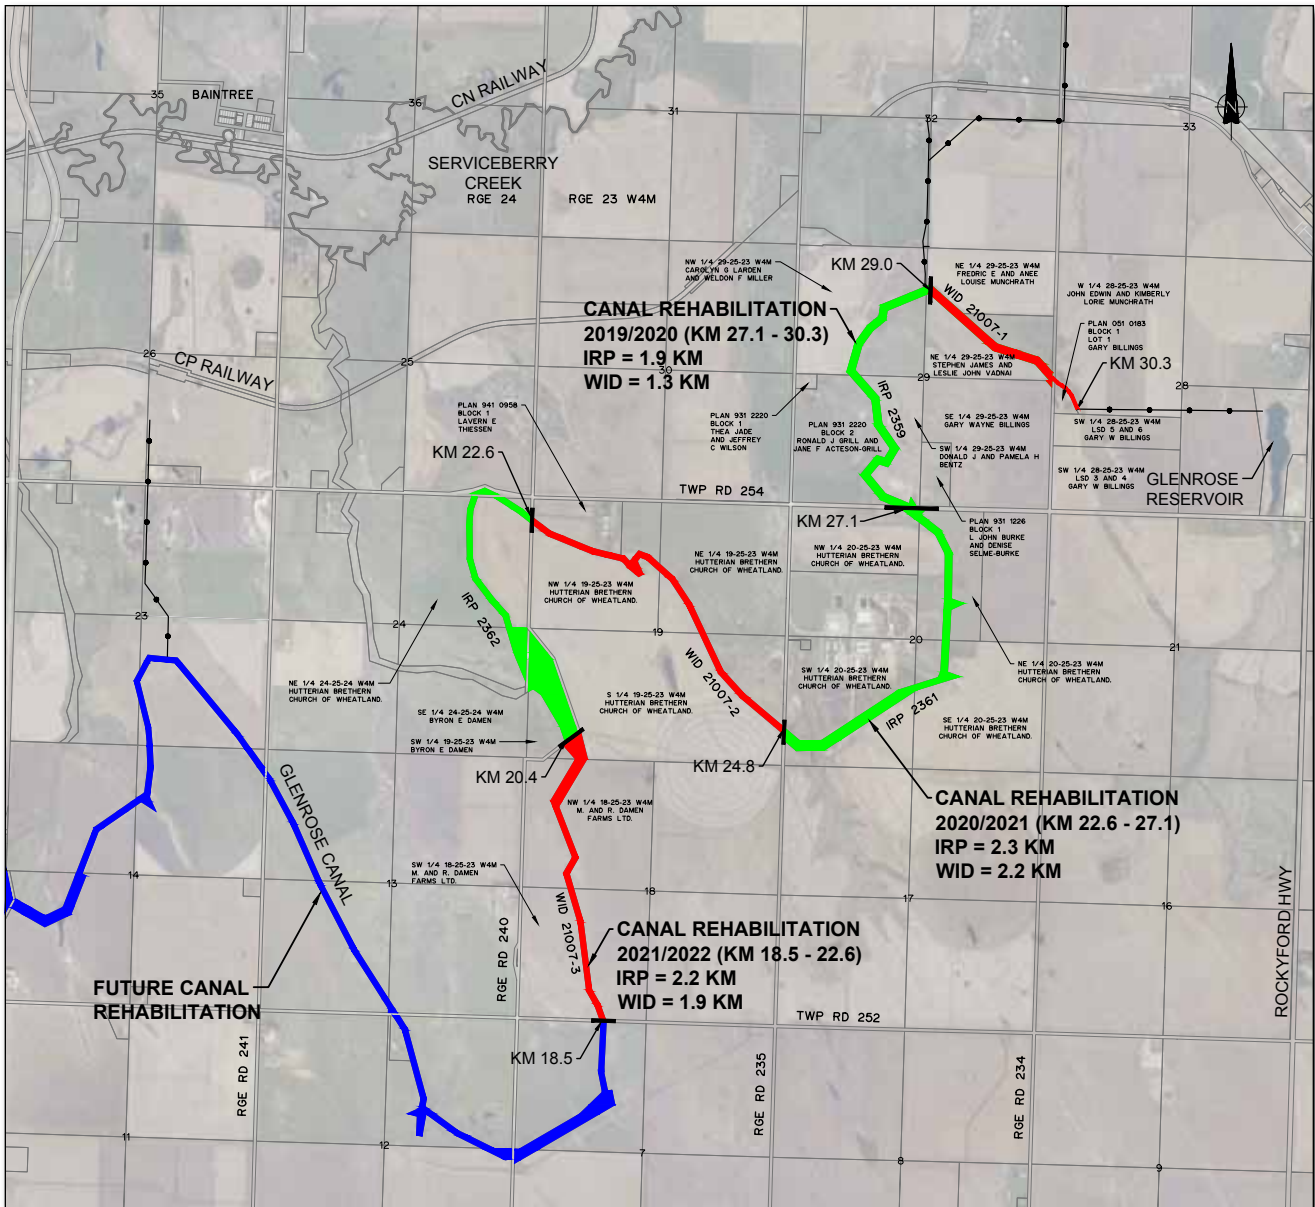 35
BAINTREE
36
CN RAILWAY
31
32
33
N
SERVICEBERRY
CREEK
RGE 24
RGE 23 W4M
NW 1/4 29-25-23 W4M
CAROLYN G LARDEN
AND WELDON F MILLER
KM 29.0
NE 1/4 29-25-23 W4M
FREDRIC E AND ANEE
LOUISE MUNCHRATH
W 1/4 28-25-23 W4M
JOHN EDWIN AND KIMBERLY
LORIE MUNCHRATH
WID 21007-1
PLAN 051 0183
BLOCK 1
LOT 1
GARY BILLINGS
CANAL REHABILITATION
2019/2020 (KM 27.1 - 30.3)
IRP = 1.9 KM
WID = 1.3 KM
26
CP RAILWAY
25
30
29
NE 1/4 29-25-23 W4M
STEPHEN JAMES AND
LESLIE JOHN VADNAI
KM 30.3
28
IRP 2359
PLAN 941 0958
BLOCK 1
LAVERN E
THESSEN
PLAN 931 2220
BLOCK 1
THEA JADE
AND JEFFREY
C WILSON
PLAN 931 2220
BLOCK 2
RONALD J GRILL AND
JANE F ACTESON-GRILL
SE 1/4 29-25-23 W4M
GARY WAYNE BILLINGS
SW 1/4 28-25-23 W4M
LSD 5 AND 6
GARY W BILLINGS
SW 1/4 29-25-23 W4M
DONALD J AND PAMELA H
BENTZ
SW 1/4 28-25-23 W4M
LSD 3 AND 4
GARY W BILLINGS
GLENROSE
RESERVOIR
KM 22.6
TWP RD 254
KM 27.1
PLAN 931 1226
BLOCK 1
L JOHN BURKE
AND DENISE
SELME-BURKE
NE 1/4 19-25-23 W4M
HUTTERIAN BRETHERN
CHURCH OF WHEATLAND.
NW 1/4 20-25-23 W4M
HUTTERIAN BRETHERN
CHURCH OF WHEATLAND.
NW 1/4 19-25-23 W4M
HUTTERIAN BRETHERN
CHURCH OF WHEATLAND.
IRP 2362
23
24
19
20
21
WID 21007-2
NE 1/4 24-25-24 W4M
HUTTERIAN BRETHERN
CHURCH OF WHEATLAND.
S 1/4 19-25-23 W4M
HUTTERIAN BRETHERN
CHURCH OF WHEATLAND.
SW 1/4 20-25-23 W4M
HUTTERIAN BRETHERN
CHURCH OF WHEATLAND.
NE 1/4 20-25-23 W4M
HUTTERIAN BRETHERN
CHURCH OF WHEATLAND.
SE 1/4 24-25-24 W4M
BYRON E DAMEN
SW 1/4 19-25-23 W4M
BYRON E DAMEN
IRP 2361
SE 1/4 20-25-23 W4M
HUTTERIAN BRETHERN
CHURCH OF WHEATLAND.
KM 20.4
KM 24.8
GLENROSE CANAL
NW 1/4 18-25-23 W4M
M. AND R. DAMEN
FARMS LTD.
CANAL REHABILITATION
2020/2021 (KM 22.6 - 27.1)
IRP = 2.3 KM
WID = 2.2 KM
14
13
SW 1/4 18-25-23 W4M
M. AND R. DAMEN
FARMS LTD.
18
17
16
WID 21007-3
CANAL REHABILITATION
2021/2022 (KM 18.5 - 22.6)
IRP = 2.2 KM
WID = 1.9 KM
RGE RD 240
FUTURE CANAL
REHABILITATION
ROCKYFORD HWY
TWP RD 252
KM 18.5
RGE RD 241
RGE RD 235
RGE RD 234
11
12
7
8
9